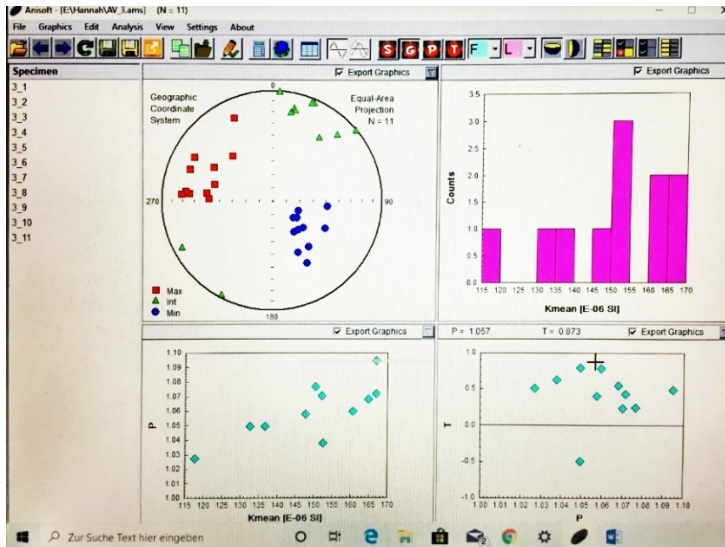 Anisoft - [E:\Hannah\AV_3.ams] (N = 11)
File Graphics Edit Analysis View Settings About
S G P T F L
Specimen
3_1
3_2
3_3
3_4
3_5
3_6
3_7
3_8
3_9
3_10
3_11
Export Graphics
Geographic
Coordinate
System
0
Equal-Area
Projection
N = 11
270
90
180
Max
Int
Min
Export Graphics
3.5
3.0
2.5
2.0
1.5
1.0
0.5
0.0
Counts
115 120 125 130 135 140 145 150 155 160 165 170
Kmean [E-06 SI]
Export Graphics
1.10
1.09
1.08
1.07
1.06
1.05
1.04
1.03
1.02
1.01
1.00
P
115 120 125 130 135 140 145 150 155 160 165 170
Kmean [E-06 SI]
P = 1.057 T = 0.873 Export Graphics
1.0
0.5
0.0
-0.5
-1.0
T
1.00 1.01 1.02 1.03 1.04 1.05 1.06 1.07 1.08 1.09 1.10
P
Zur Suche Text hier eingeben